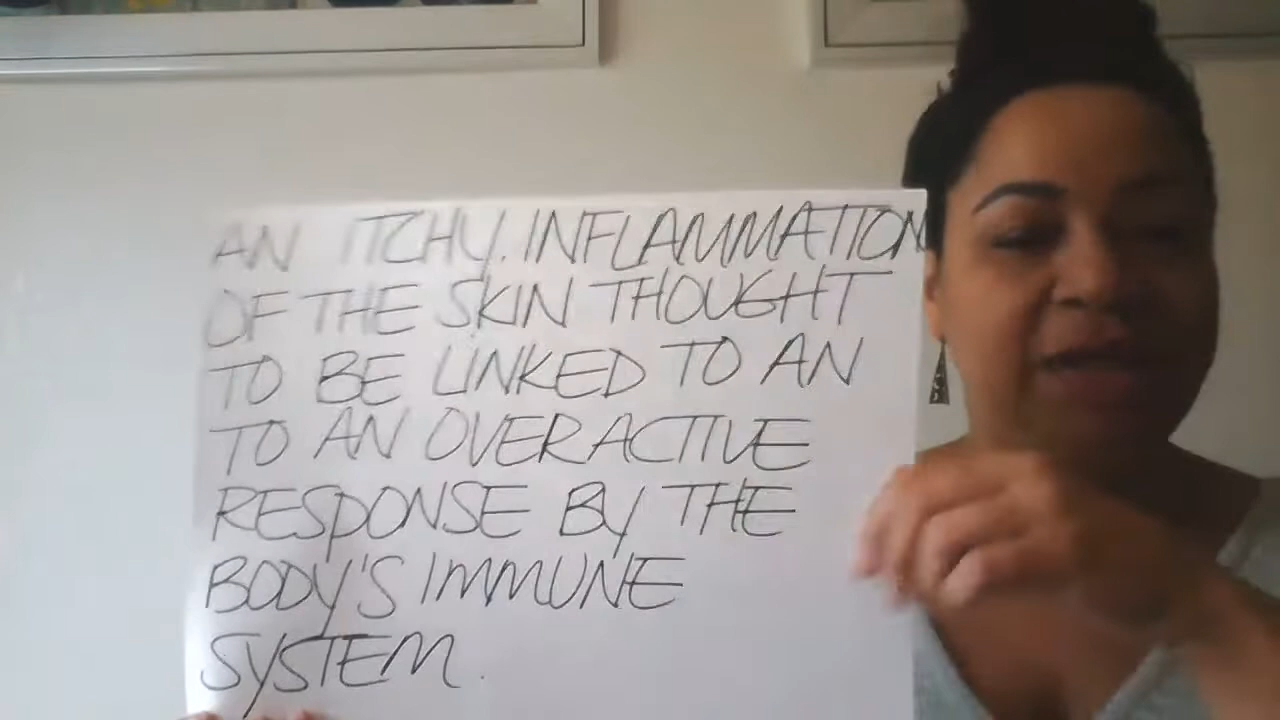 AN ITCHY. INFLAMMATION
OF THE SKIN THOUGHT
TO BE LINKED TO AN
TO AN OVERACTIVE
RESPONSE BY THE
BODY'S IMMUNE
SYSTEM.